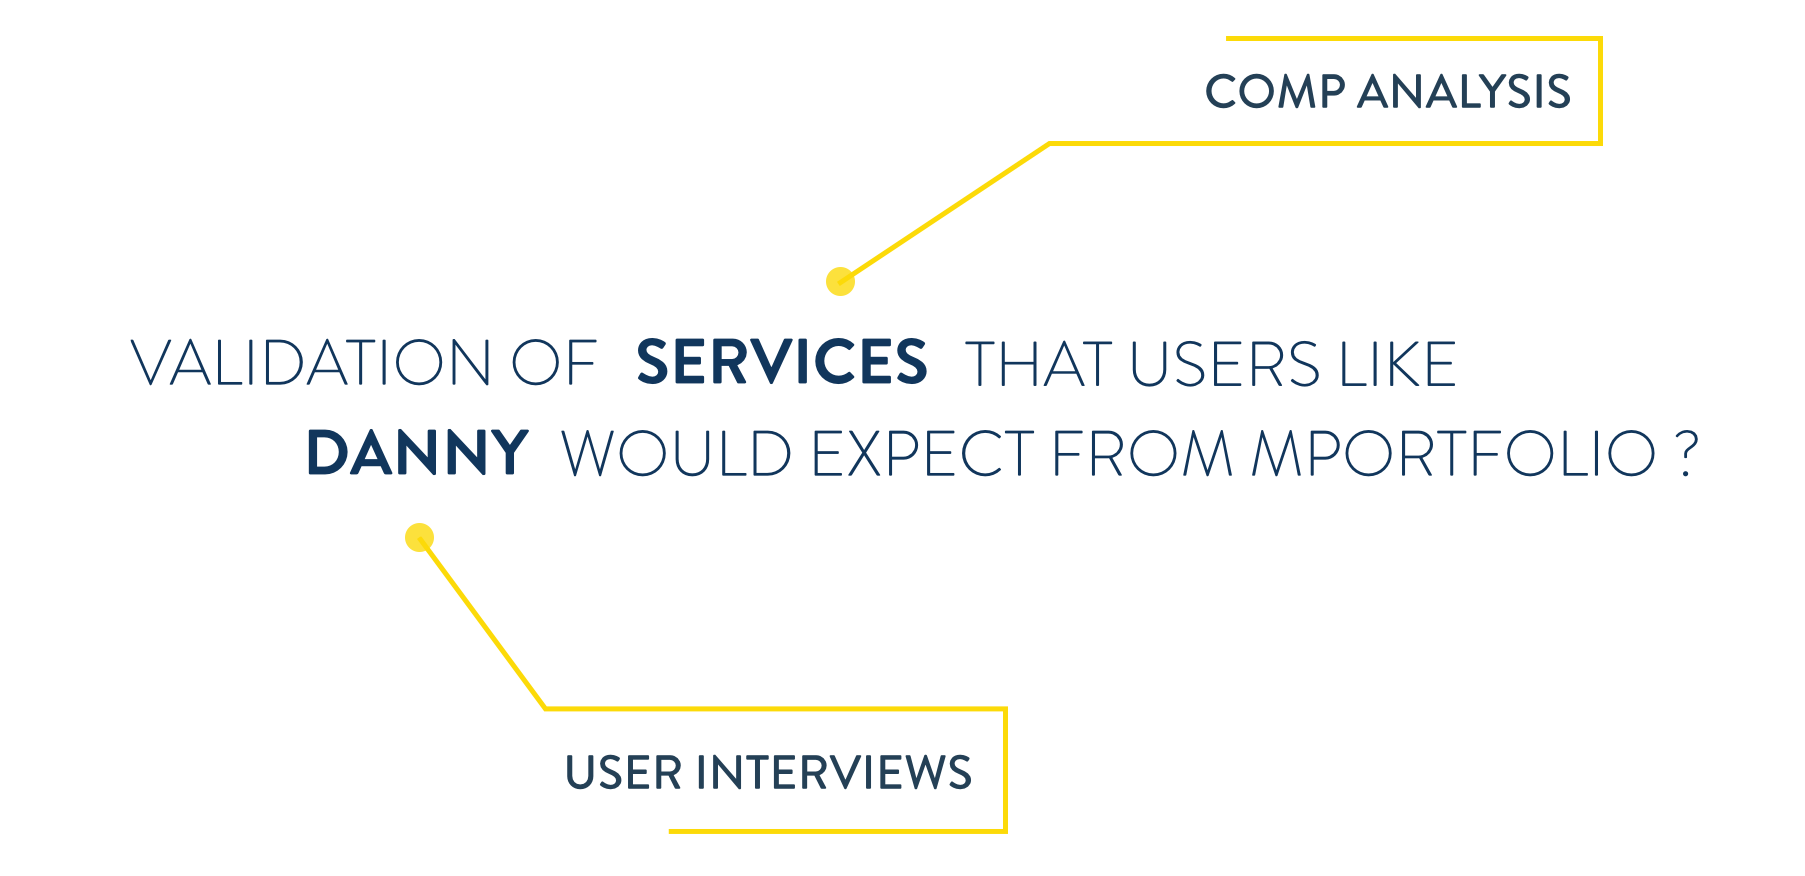 COMP ANALYSIS
VALIDATION OF SERVICES THAT USERS LIKE
DANNY WOULD EXPECT FROM MPORTFOLIO ?
USER INTERVIEWS